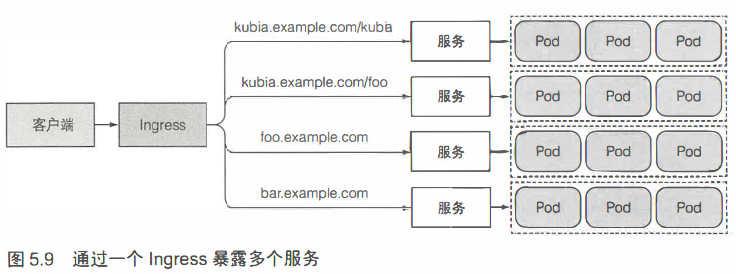 kubia.example.com/kubia
服务
Pod
Pod
Pod
kubia.example.com/foo
服务
Pod
Pod
Pod
客户端
Ingress
foo.example.com
服务
Pod
Pod
Pod
bar.example.com
服务
Pod
Pod
Pod
图 5.9 通过一个 Ingress 暴露多个服务